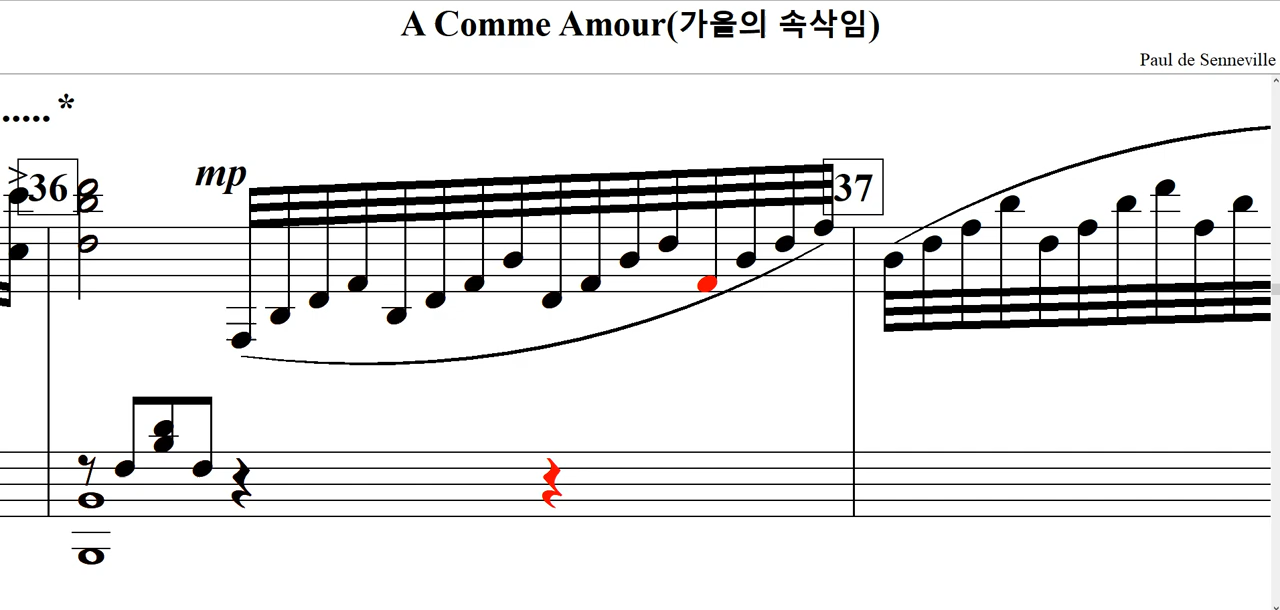 A Comme Amour(가을의 속삭임)
Paul de Senneville
..... *
36
mp
37